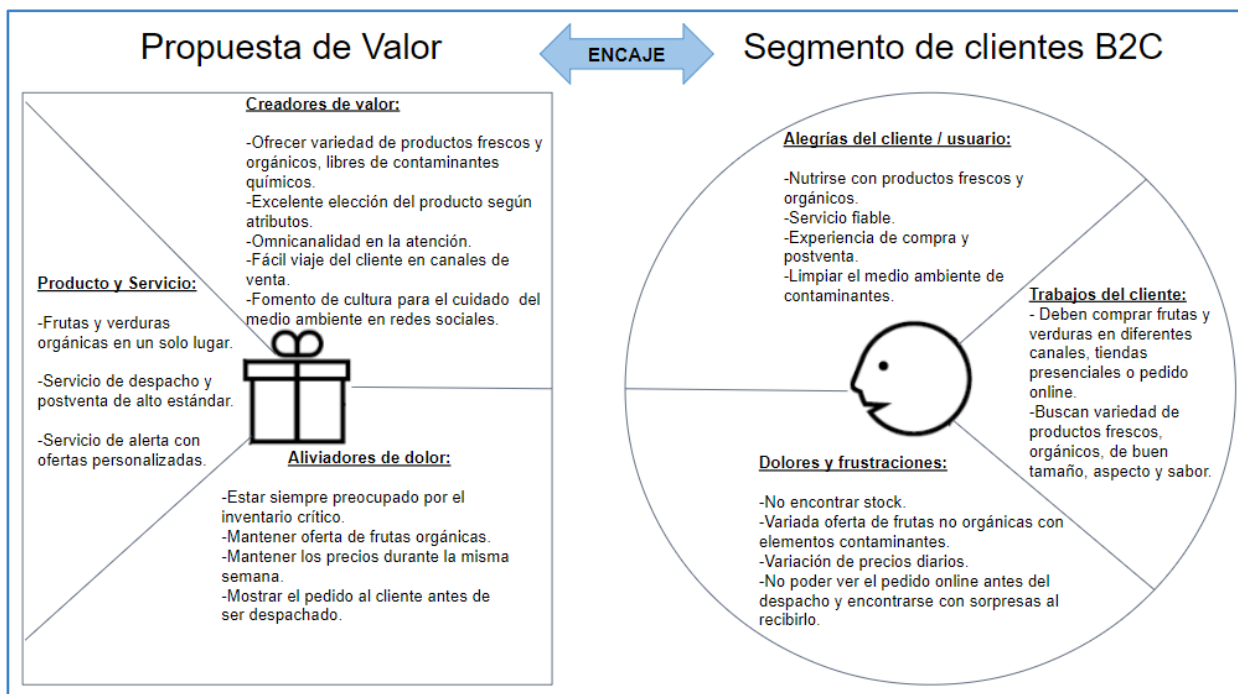 Propuesta de Valor
ENCAJE
Segmento de clientes B2C
Creadores de valor:
-Ofrecer variedad de productos frescos y
orgánicos, libres de contaminantes
químicos.
-Excelente elección del producto según
atributos.
-Omnicanalidad en la atención.
-Fácil viaje del cliente en canales de
venta.
-Fomento de cultura para el cuidado del
medio ambiente en redes sociales.
Producto y Servicio:
-Frutas y verduras
orgánicas en un solo lugar.
-Servicio de despacho y
postventa de alto estándar.
-Servicio de alerta con
ofertas personalizadas.
Aliviadores de dolor:
-Estar siempre preocupado por el
inventario crítico.
-Mantener oferta de frutas orgánicas.
-Mantener los precios durante la misma
semana.
-Mostrar el pedido al cliente antes de
ser despachado.
Alegrías del cliente / usuario:
-Nutrirse con productos frescos y
orgánicos.
-Servicio fiable.
-Experiencia de compra y
postventa.
-Limpiar el medio ambiente de
contaminantes.
Trabajos del cliente:
- Deben comprar frutas y
verduras en diferentes
canales, tiendas
presenciales o pedido
online.
-Buscan variedad de
productos frescos,
orgánicos, de buen
tamaño, aspecto y sabor.
Dolores y frustraciones:
-No encontrar stock.
-Variada oferta de frutas no orgánicas con
elementos contaminantes.
-Variación de precios diarios.
-No poder ver el pedido online antes del
despacho y encontrarse con sorpresas al
recibirlo.